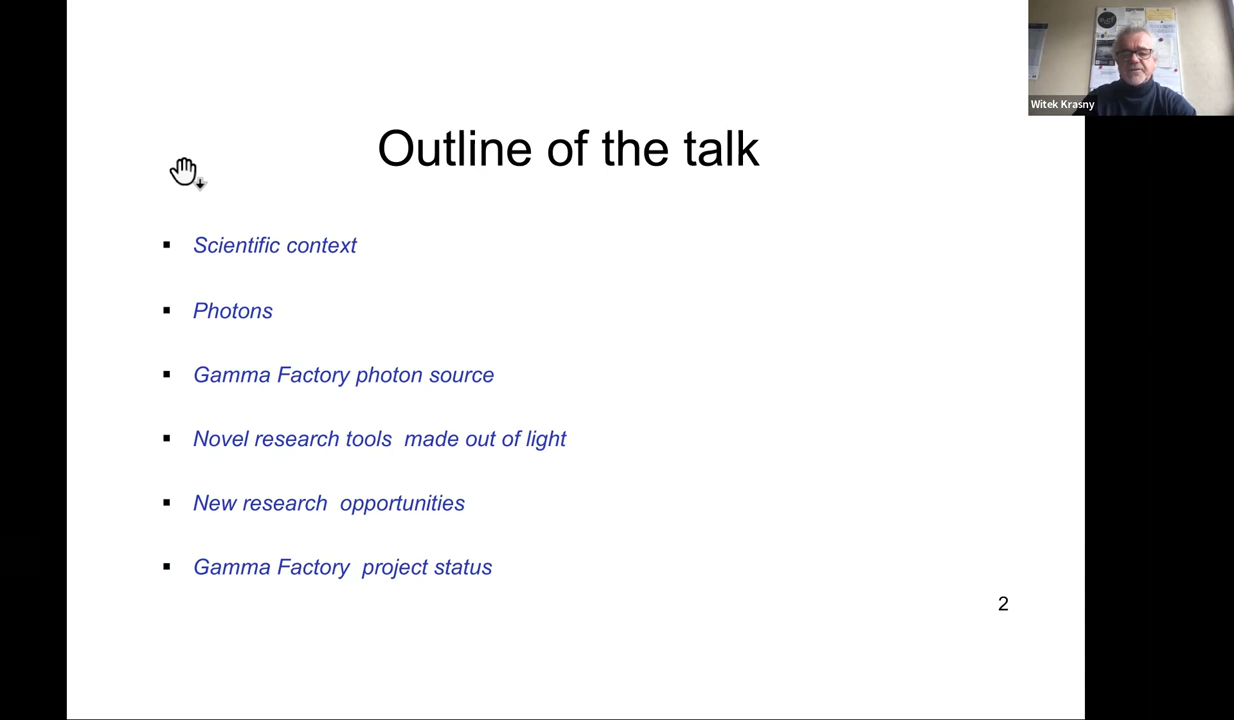 Witek Krasny
Outline of the talk
▪ Scientific context
▪ Photons
▪ Gamma Factory photon source
▪ Novel research tools made out of light
▪ New research opportunities
▪ Gamma Factory project status
2